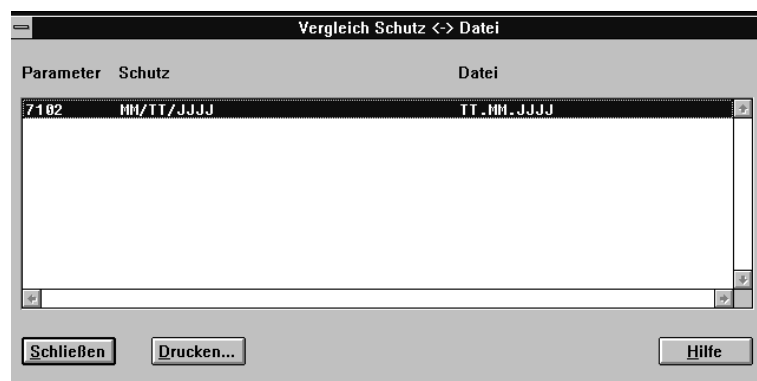 Vergleich Schutz <-> Datei
Parameter Schutz Datei
7102 MM/TT/JJJJ TT.MM.JJJJ
Schließen Drucken... Hilfe